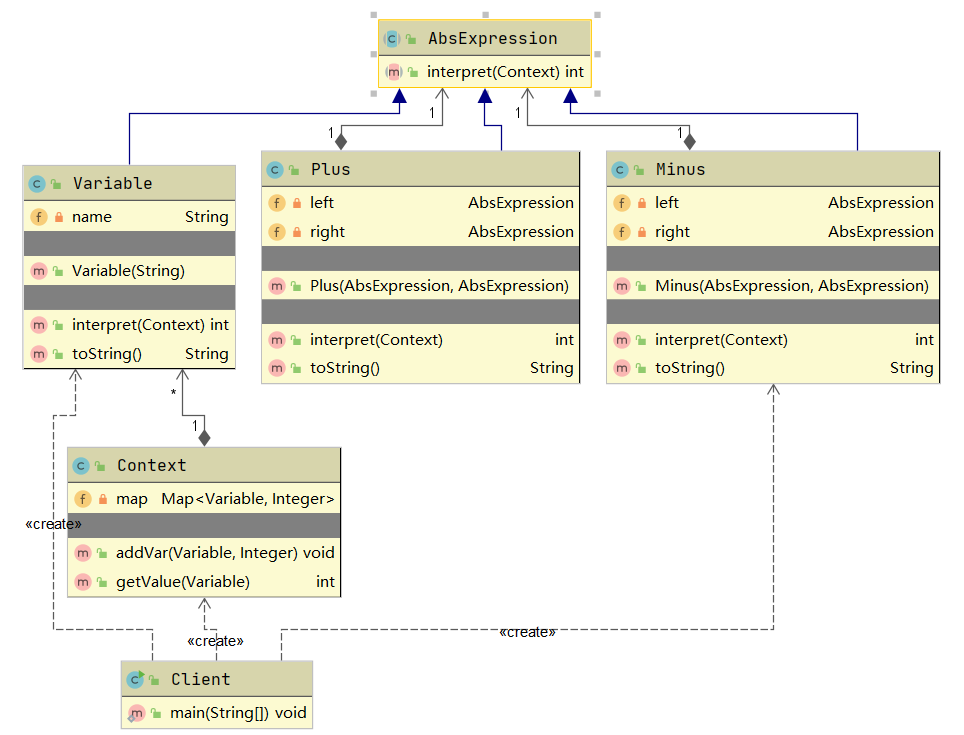 AbsExpression
interpret(Context) int
1
1
1
1
Variable
name String
Variable(String)
interpret(Context) int
toString() String
Plus
left AbsExpression
right AbsExpression
Plus(AbsExpression, AbsExpression)
interpret(Context) int
toString() String
Minus
left AbsExpression
right AbsExpression
Minus(AbsExpression, AbsExpression)
interpret(Context) int
toString() String
*
1
Context
map Map<Variable, Integer>
addVar(Variable, Integer) void
getValue(Variable) int
«create»
«create»
«create»
Client
main(String[]) void